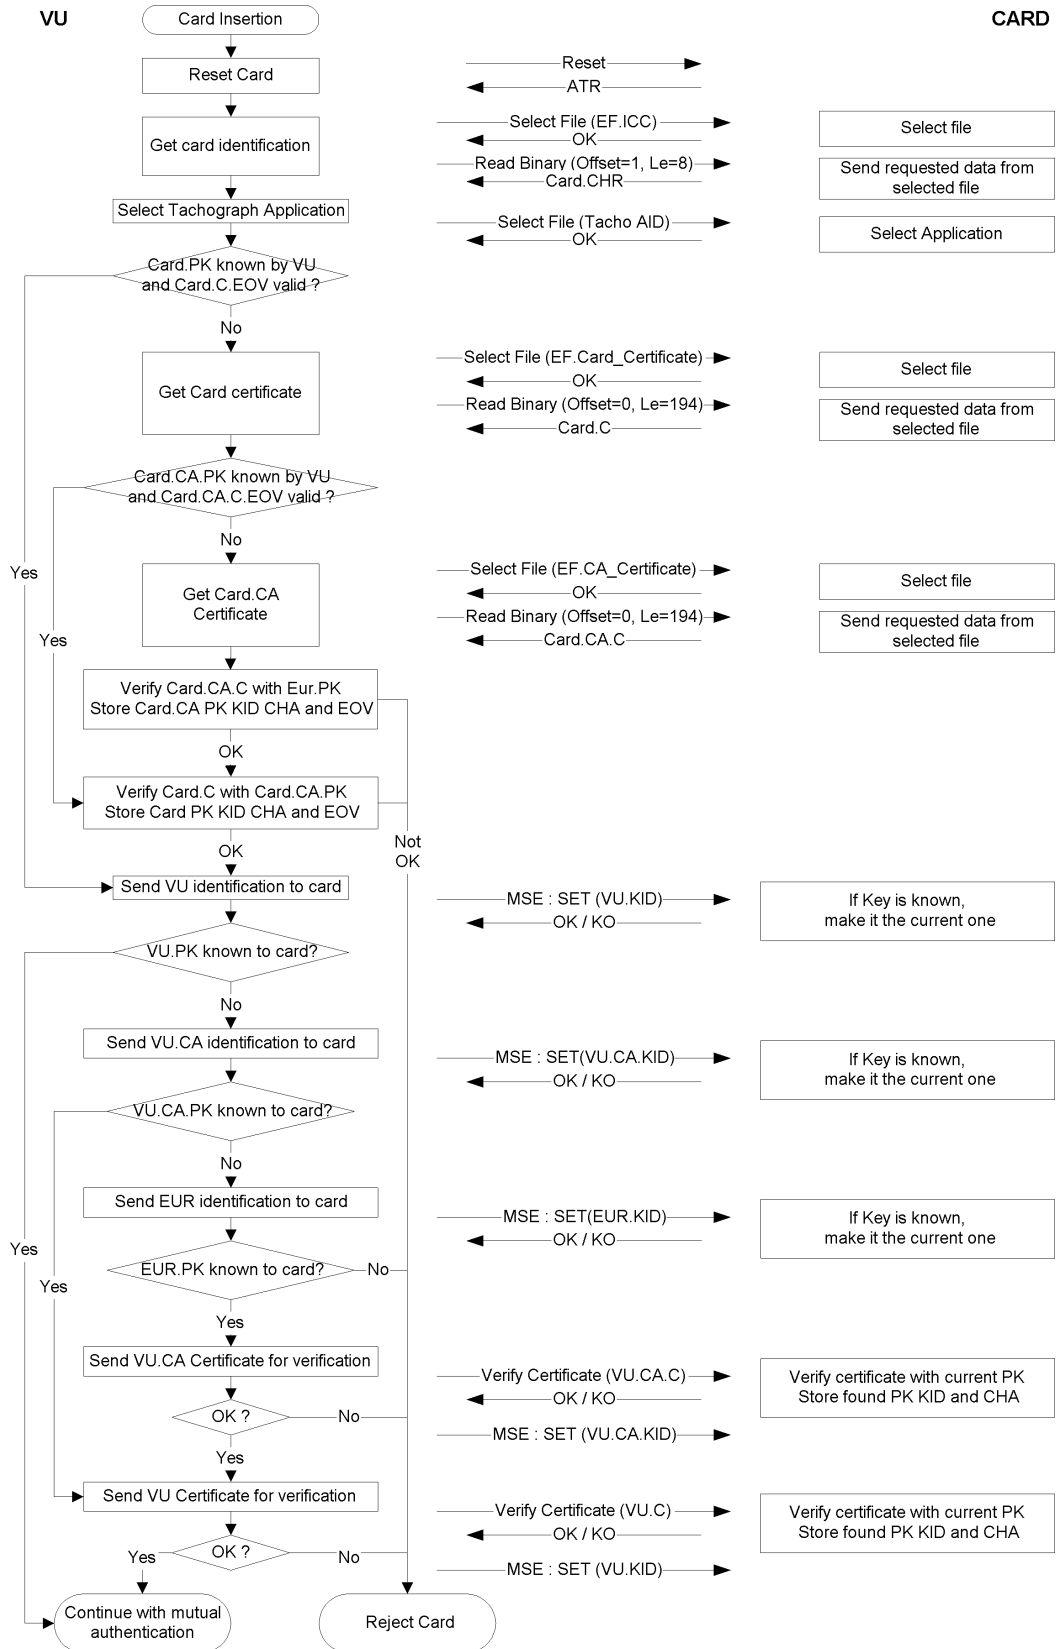 VU
Card Insertion
CARD
Reset Card
Reset
ATR
Get card identification
Select File (EF.ICC)
OK
Select file
Read Binary (Offset=1, Le=8)
Card.CHR
Send requested data from
selected file
Select Tachograph Application
Select File (Tacho AID)
OK
Select Application
Card.PK known by VU
and Card.C.EOV valid ?
No
Get Card certificate
Select File (EF.Card_Certificate)
OK
Select file
Read Binary (Offset=0, Le=194)
Card.C
Send requested data from
selected file
Card.CA.PK known by VU
and Card.CA.C.EOV valid ?
No
Yes
Get Card.CA
Certificate
Select File (EF.CA_Certificate)
OK
Select file
Yes
Read Binary (Offset=0, Le=194)
Card.CA.C
Send requested data from
selected file
Verify Card.CA.C with Eur.PK
Store Card.CA PK KID CHA and EOV
OK
Verify Card.C with Card.CA.PK
Store Card PK KID CHA and EOV
Not
OK
OK
Send VU identification to card
MSE : SET (VU.KID)
OK / KO
If Key is known,
make it the current one
VU.PK known to card?
No
Send VU.CA identification to card
MSE : SET(VU.CA.KID)
OK / KO
If Key is known,
make it the current one
VU.CA.PK known to card?
No
Send EUR identification to card
MSE : SET(EUR.KID)
OK / KO
If Key is known,
make it the current one
Yes
EUR.PK known to card?
No
Yes
Yes
Send VU.CA Certificate for verification
Verify Certificate (VU.CA.C)
OK / KO
Verify certificate with current PK
Store found PK KID and CHA
OK ?
No
MSE : SET (VU.CA.KID)
Yes
Send VU Certificate for verification
Verify Certificate (VU.C)
OK / KO
Verify certificate with current PK
Store found PK KID and CHA
OK ?
Yes
No
MSE : SET (VU.KID)
Continue with mutual
authentication
Reject Card